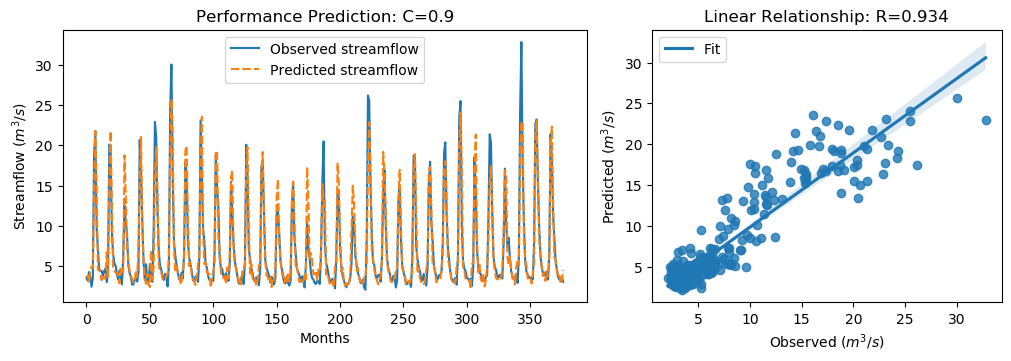 Performance Prediction: C=0.9
Observed streamflow
Predicted streamflow
Streamflow (m³/s)
30
25
20
15
10
5
0
50
100
150
200
250
300
350
Months
Linear Relationship: R=0.934
Fit
Predicted (m³/s)
30
25
20
15
10
5
5
10
15
20
25
30
Observed (m³/s)